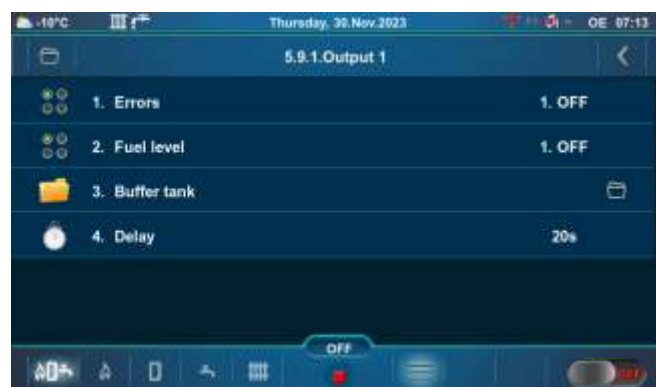 -10°C Thursday, 30.Nov.2023 OE 07:13
5.9.1.Output 1
1. Errors 1. OFF
2. Fuel level 1. OFF
3. Buffer tank
4. Delay 20s
OFF
OFF